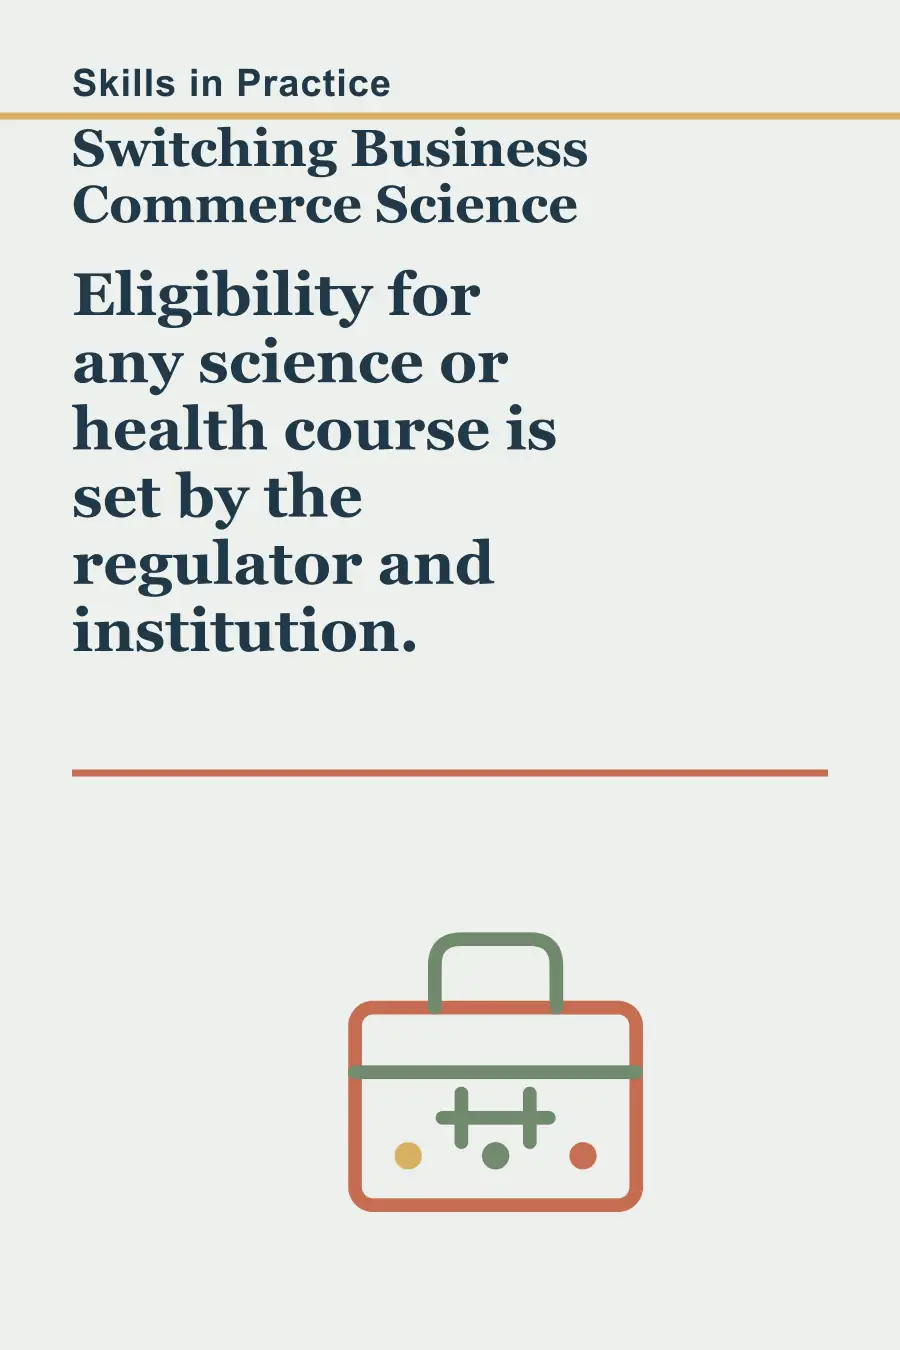 Skills in Practice
Switching Business
Commerce Science
Eligibility for
any science or
health course is
set by the
regulator and
institution.